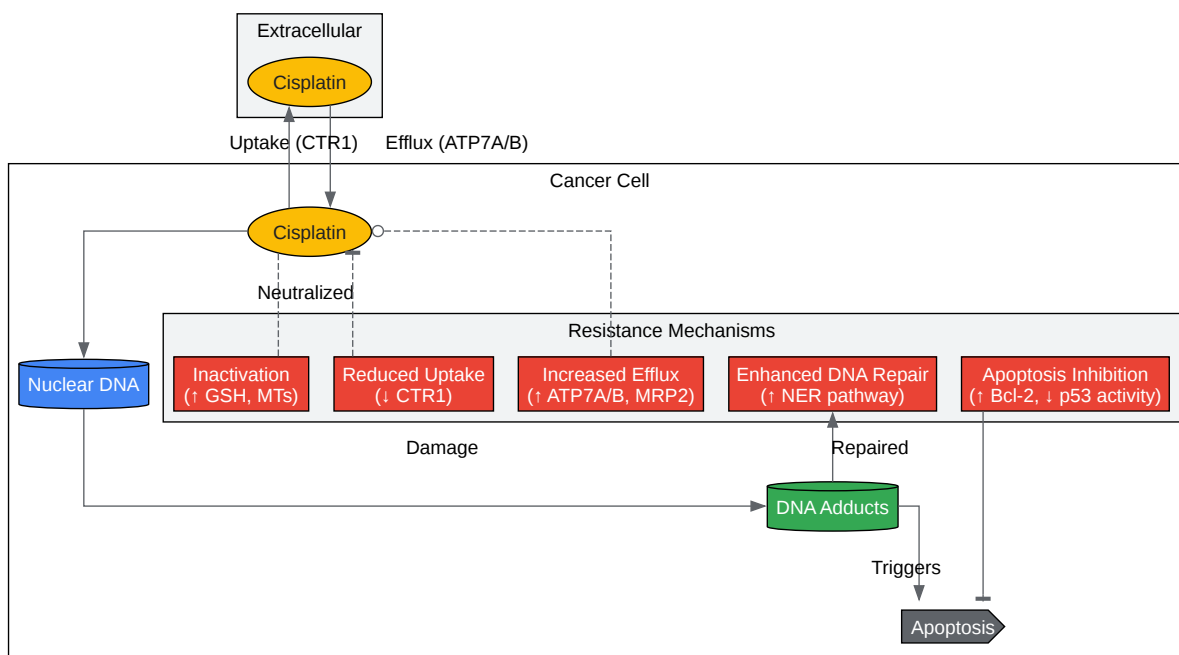 Extracellular
Cisplatin
Uptake (CTR1)
Efflux (ATP7A/B)
Cancer Cell
Cisplatin
Neutralized
Resistance Mechanisms
Nuclear DNA
Inactivation
(↑ GSH, MTs)
Reduced Uptake
(↓ CTR1)
Increased Efflux
(↑ ATP7A/B, MRP2)
Enhanced DNA Repair
(↑ NER pathway)
Apoptosis Inhibition
(↑ Bcl-2, ↓ p53 activity)
Damage
Repaired
DNA Adducts
Triggers
Apoptosis